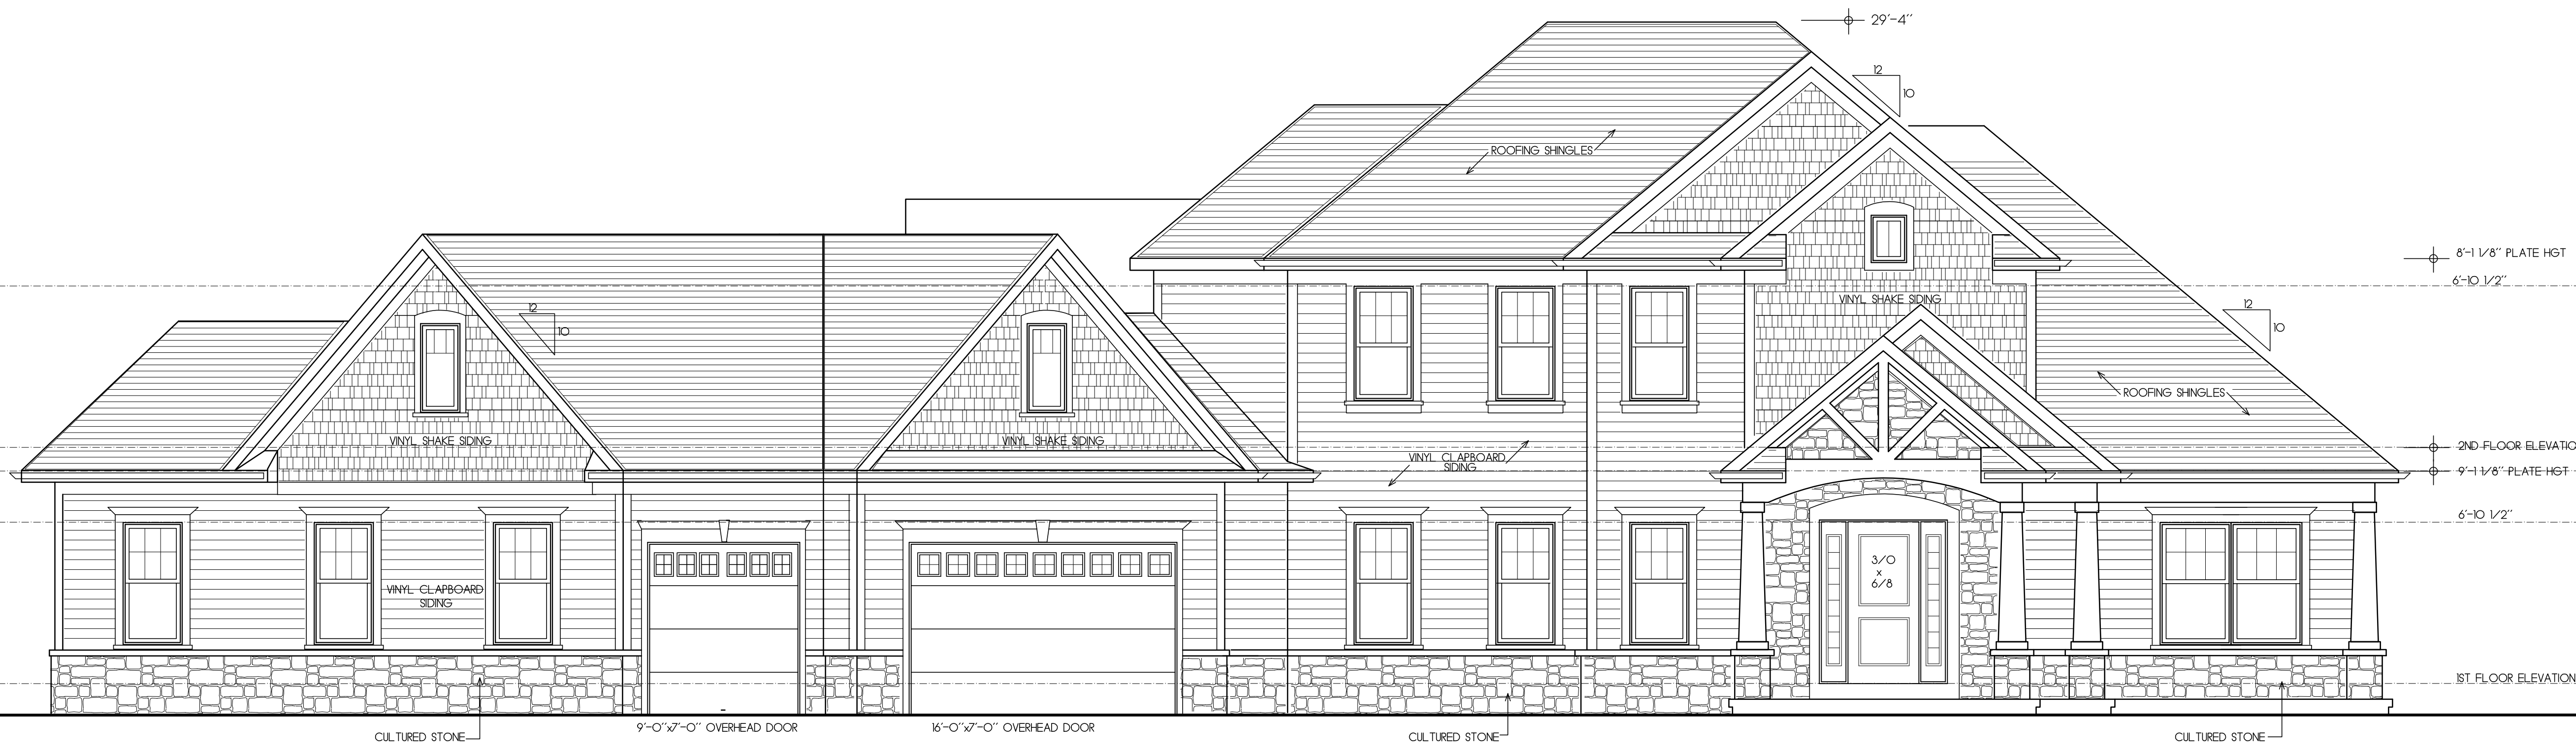 29'-4"
12
10
ROOFING SHINGLES
8'-1 1/8" PLATE HGT
6'-10 1/2"
VINYL SHAKE SIDING
12
10
12
10
ROOFING SHINGLES
VINYL SHAKE SIDING
VINYL SHAKE SIDING
2ND FLOOR ELEVATIO
VINYL CLAPBOARD
SIDING
9'-1 1/8" PLATE HGT
6'-10 1/2"
3/0
x
6/8
VINYL CLAPBOARD
SIDING
1ST FLOOR ELEVATION
9'-0"x7'-0" OVERHEAD DOOR
16'-0"x7'-0" OVERHEAD DOOR
CULTURED STONE
CULTURED STONE
CULTURED STONE